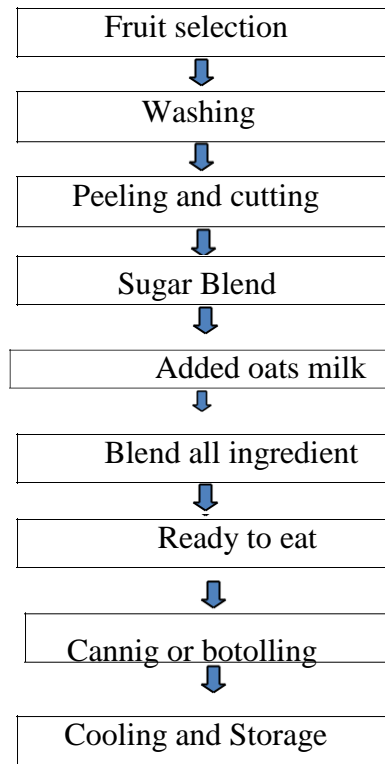 Fruit selection
Washing
Peeling and cutting
Sugar Blend
Added oats milk
Blend all ingredient
Ready to eat
Cannig or botolling
Cooling and Storage